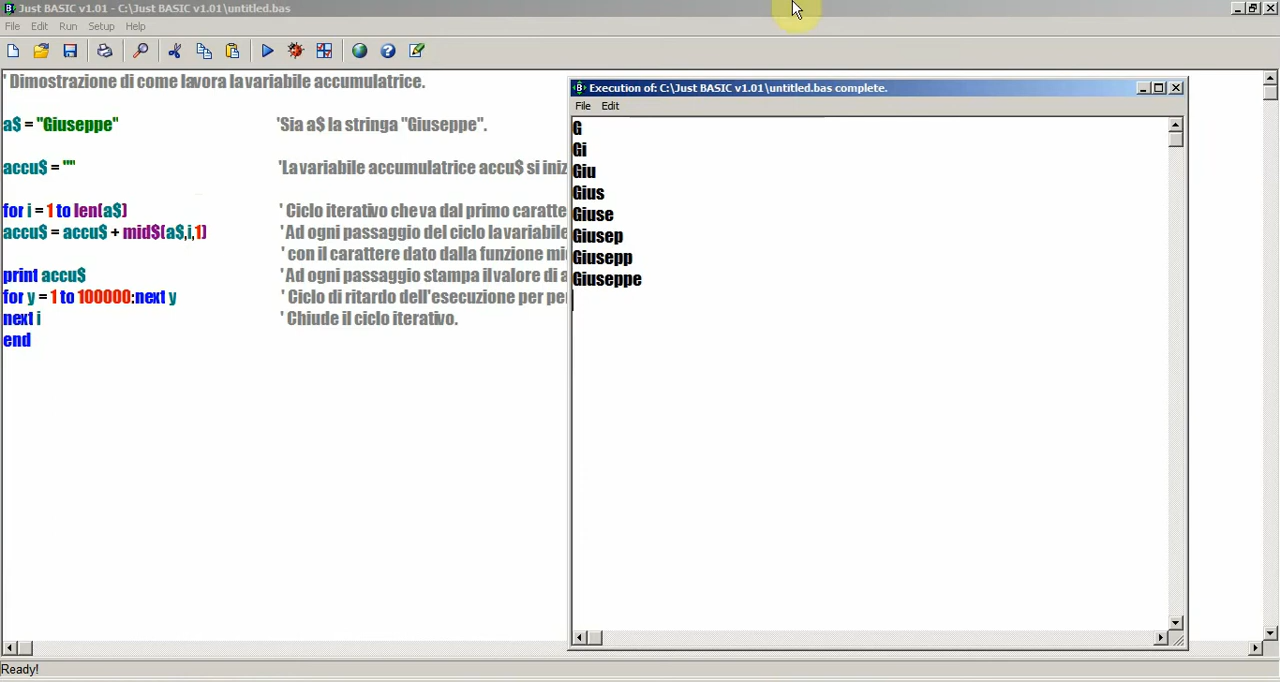 Just BASIC v1.01 - C:\Just BASIC v1.01\untitled.bas
File Edit Run Setup Help
' Dimostrazione di come lavora la variabile accumulatrice.
a$ = "Giuseppe" 'Sia a$ la stringa "Giuseppe".
accu$ = "" 'La variabile accumulatrice accu$ si
for i = 1 to len(a$) ' Ciclo iterativo che va dal primo
accu$ = accu$ + mid$(a$,i,1) ' Ad ogni passaggio del ciclo la variabile
' con il carattere dato dalla funzione
print accu$ ' Ad ogni passaggio stampa il valore di
for y = 1 to 100000:next y ' Ciclo di ritardo dell'esecuzione per
next i ' Chiude il ciclo iterativo.
end
Execution of: C:\Just BASIC v1.01\untitled.bas complete.
File Edit
G
Gi
Giu
Gius
Giuse
Giusep
Giusepp
Giuseppe
Ready!